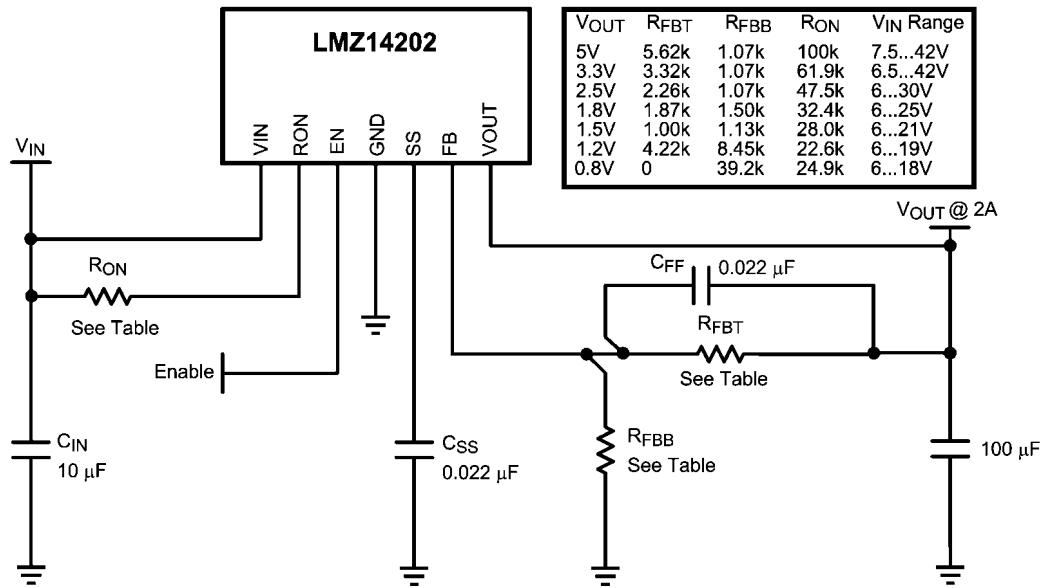 LMZ14202
VIN RON EN GND SS FB VOUT
VOUT RFBT RFBB RON VIN Range
5V 5.62k 1.07k 100k 7.5...42V
3.3V 3.32k 1.07k 61.9k 6.5...42V
2.5V 2.26k 1.07k 47.5k 6...30V
1.8V 1.87k 1.50k 32.4k 6...25V
1.5V 1.00k 1.13k 28.0k 6...21V
1.2V 4.22k 8.45k 22.6k 6...19V
0.8V 0 39.2k 24.9k 6...18V
VIN
VOUT @ 2A
RON
See Table
CFF 0.022 μF
RFBT
See Table
Enable
CIN
10 μF
CSS
0.022 μF
RFBB
See Table
100 μF